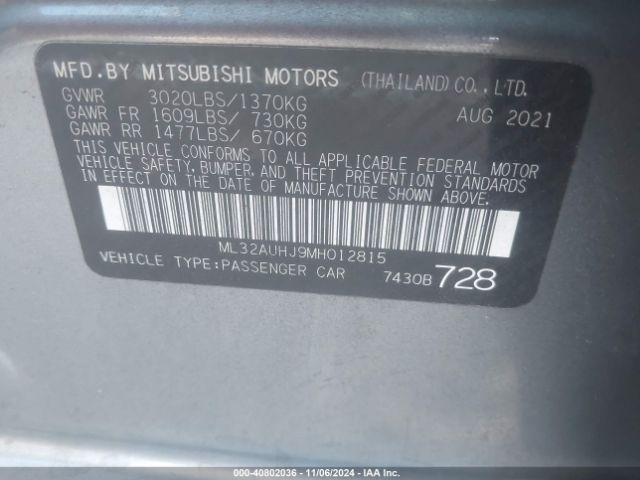 MFD.BY MITSUBISHI MOTORS (THAILAND) CO.,LTD.
GVWR 3020LBS/1370KG AUG 2021
GAWR FR 1609LBS/ 730KG
GAWR RR 1477LBS/ 670KG
THIS VEHICLE CONFORMS TO ALL APPLICABLE FEDERAL MOTOR
VEHICLE SAFETY, BUMPER, AND THEFT PREVENTION STANDARDS
IN EFFECT ON THE DATE OF MANUFACTURE SHOWN ABOVE.
ML32AUHJ9MH012815
VEHICLE TYPE:PASSENGER CAR 7430B 728
000-40802036 - 11/06/2024 - IAA Inc.